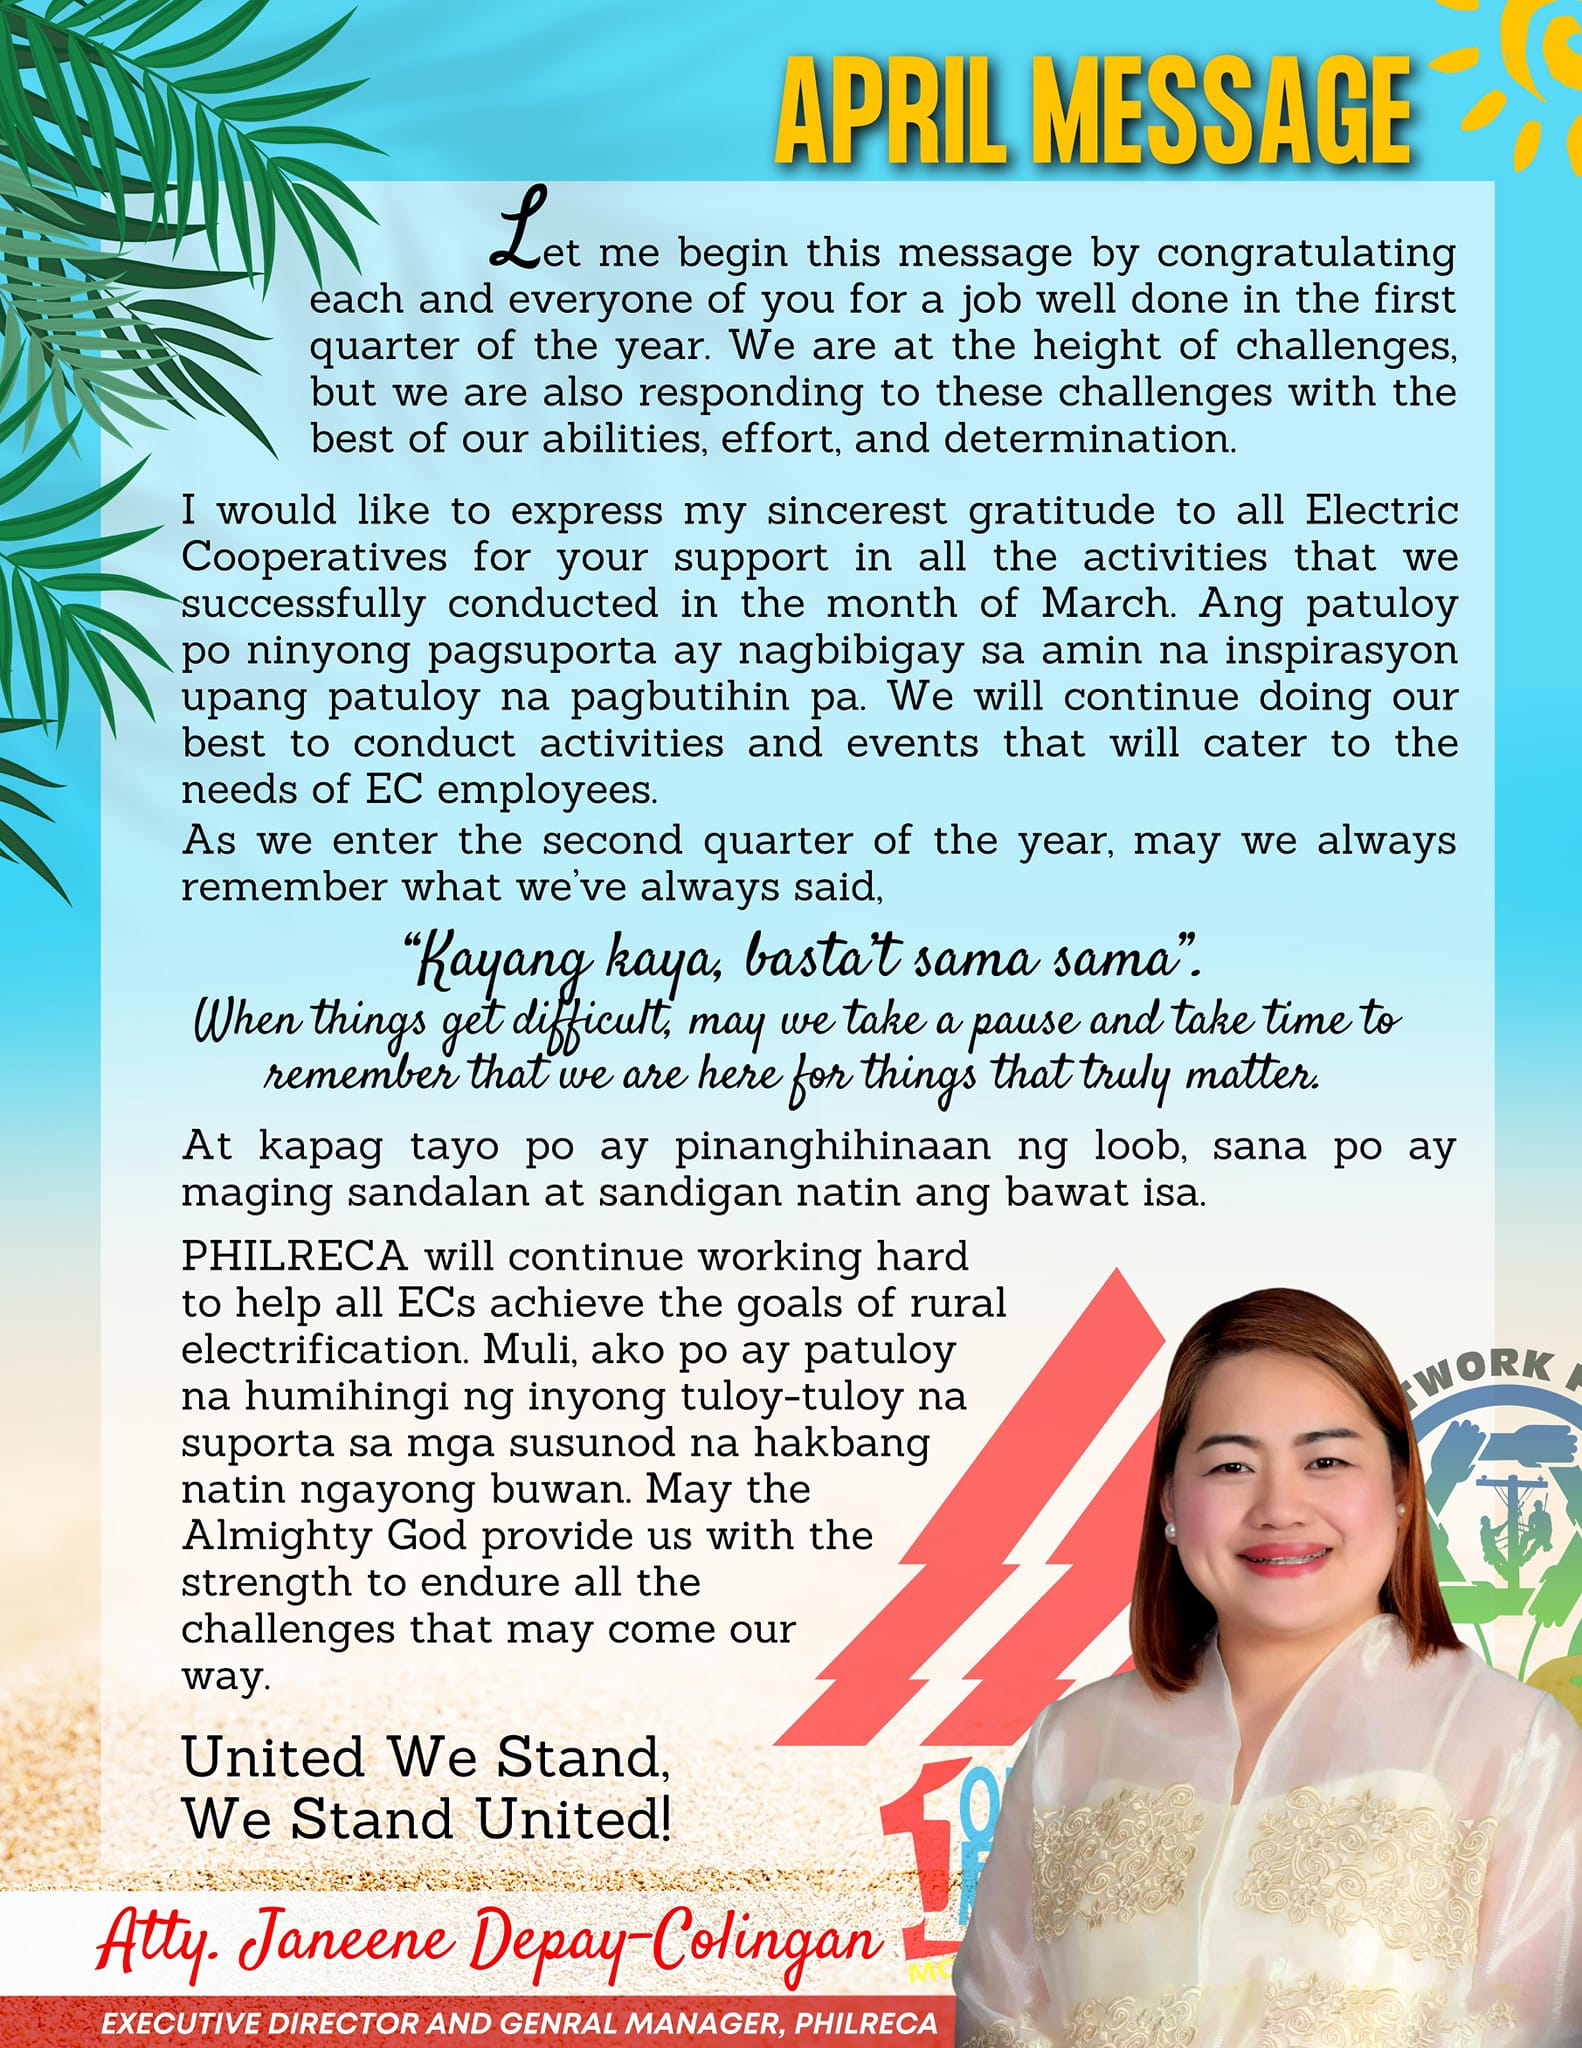 APRIL MESSAGE
Let me begin this message by congratulating
each and everyone of you for a job well done in the first
quarter of the year. We are at the height of challenges,
but we are also responding to these challenges with the
best of our abilities, effort, and determination.
I would like to express my sincerest gratitude to all Electric
Cooperatives for your support in all the activities that we
successfully conducted in the month of March. Ang patuloy
po ninyong pagsuporta ay nagbibigay sa amin na inspirasyon
upang patuloy na pagbutihin pa. We will continue doing our
best to conduct activities and events that will cater to the
needs of EC employees.
As we enter the second quarter of the year, may we always
remember what we've always said,
“Kayang kaya, basta't sama sama”.
When things get difficult, may we take a pause and take time to
remember that we are here for things that truly matter.
At kapag tayo po ay pinanghihinaan ng loob, sana po ay
maging sandalan at sandigan natin ang bawat isa.
PHILRECA will continue working hard
to help all ECs achieve the goals of rural
electrification. Muli, ako po ay patuloy
na humihingi ng inyong tuloy-tuloy na
suporta sa mga susunod na hakbang
natin ngayong buwan. May the
Almighty God provide us with the
strength to endure all the
challenges that may come our
way.
United We Stand,
We Stand United!
Atty. Janeene Depay-Colingan
EXECUTIVE DIRECTOR AND GENRAL MANAGER, PHILRECA